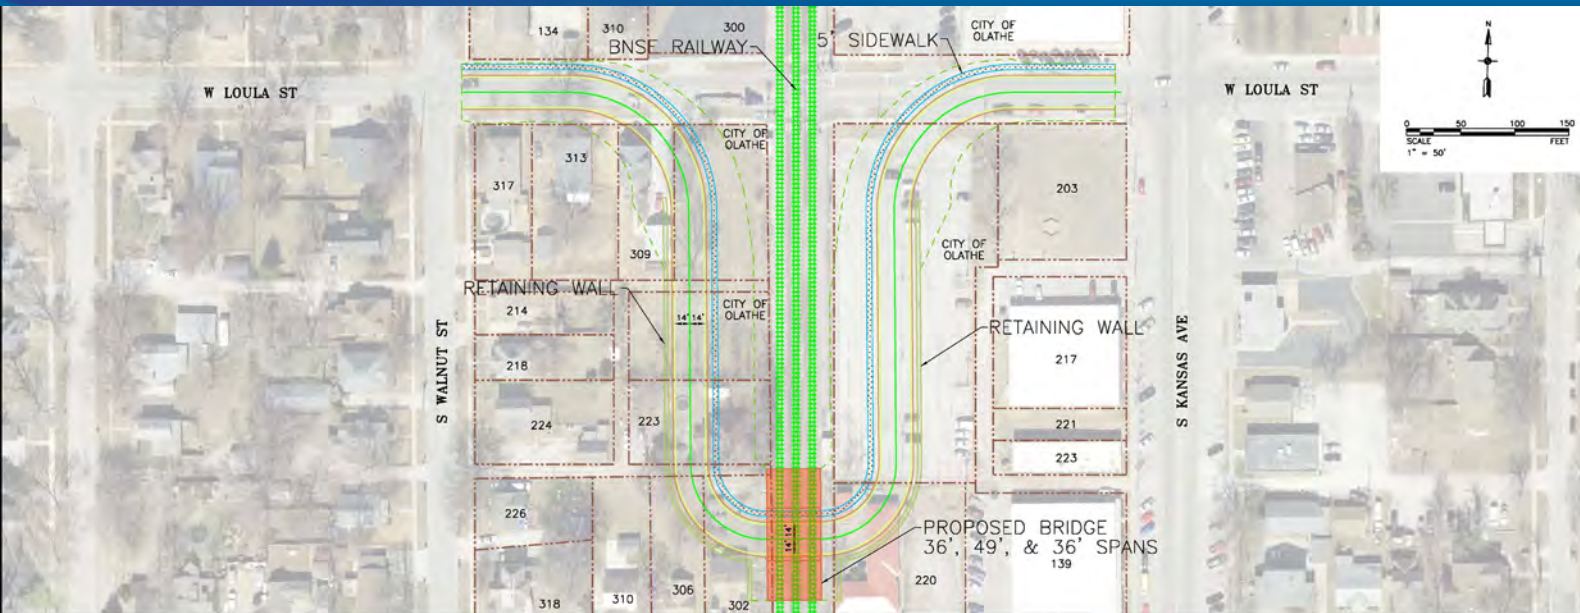 134
310
300
BNSF RAILWAY
5' SIDEWALK
CITY OF
OLATHE
N
W LOULA ST
W LOULA ST
0 50 100 150
SCALE FEET
1" = 50'
CITY OF
OLATHE
317
313
203
309
CITY OF
OLATHE
RETAINING WALL
214
CITY OF
OLATHE
14' 14'
RETAINING WALL
S WALNUT ST
S KANSAS AVE
218
217
224
223
221
223
226
14' 14'
PROPOSED BRIDGE
36', 49', & 36' SPANS
139
318
310
306
302
220